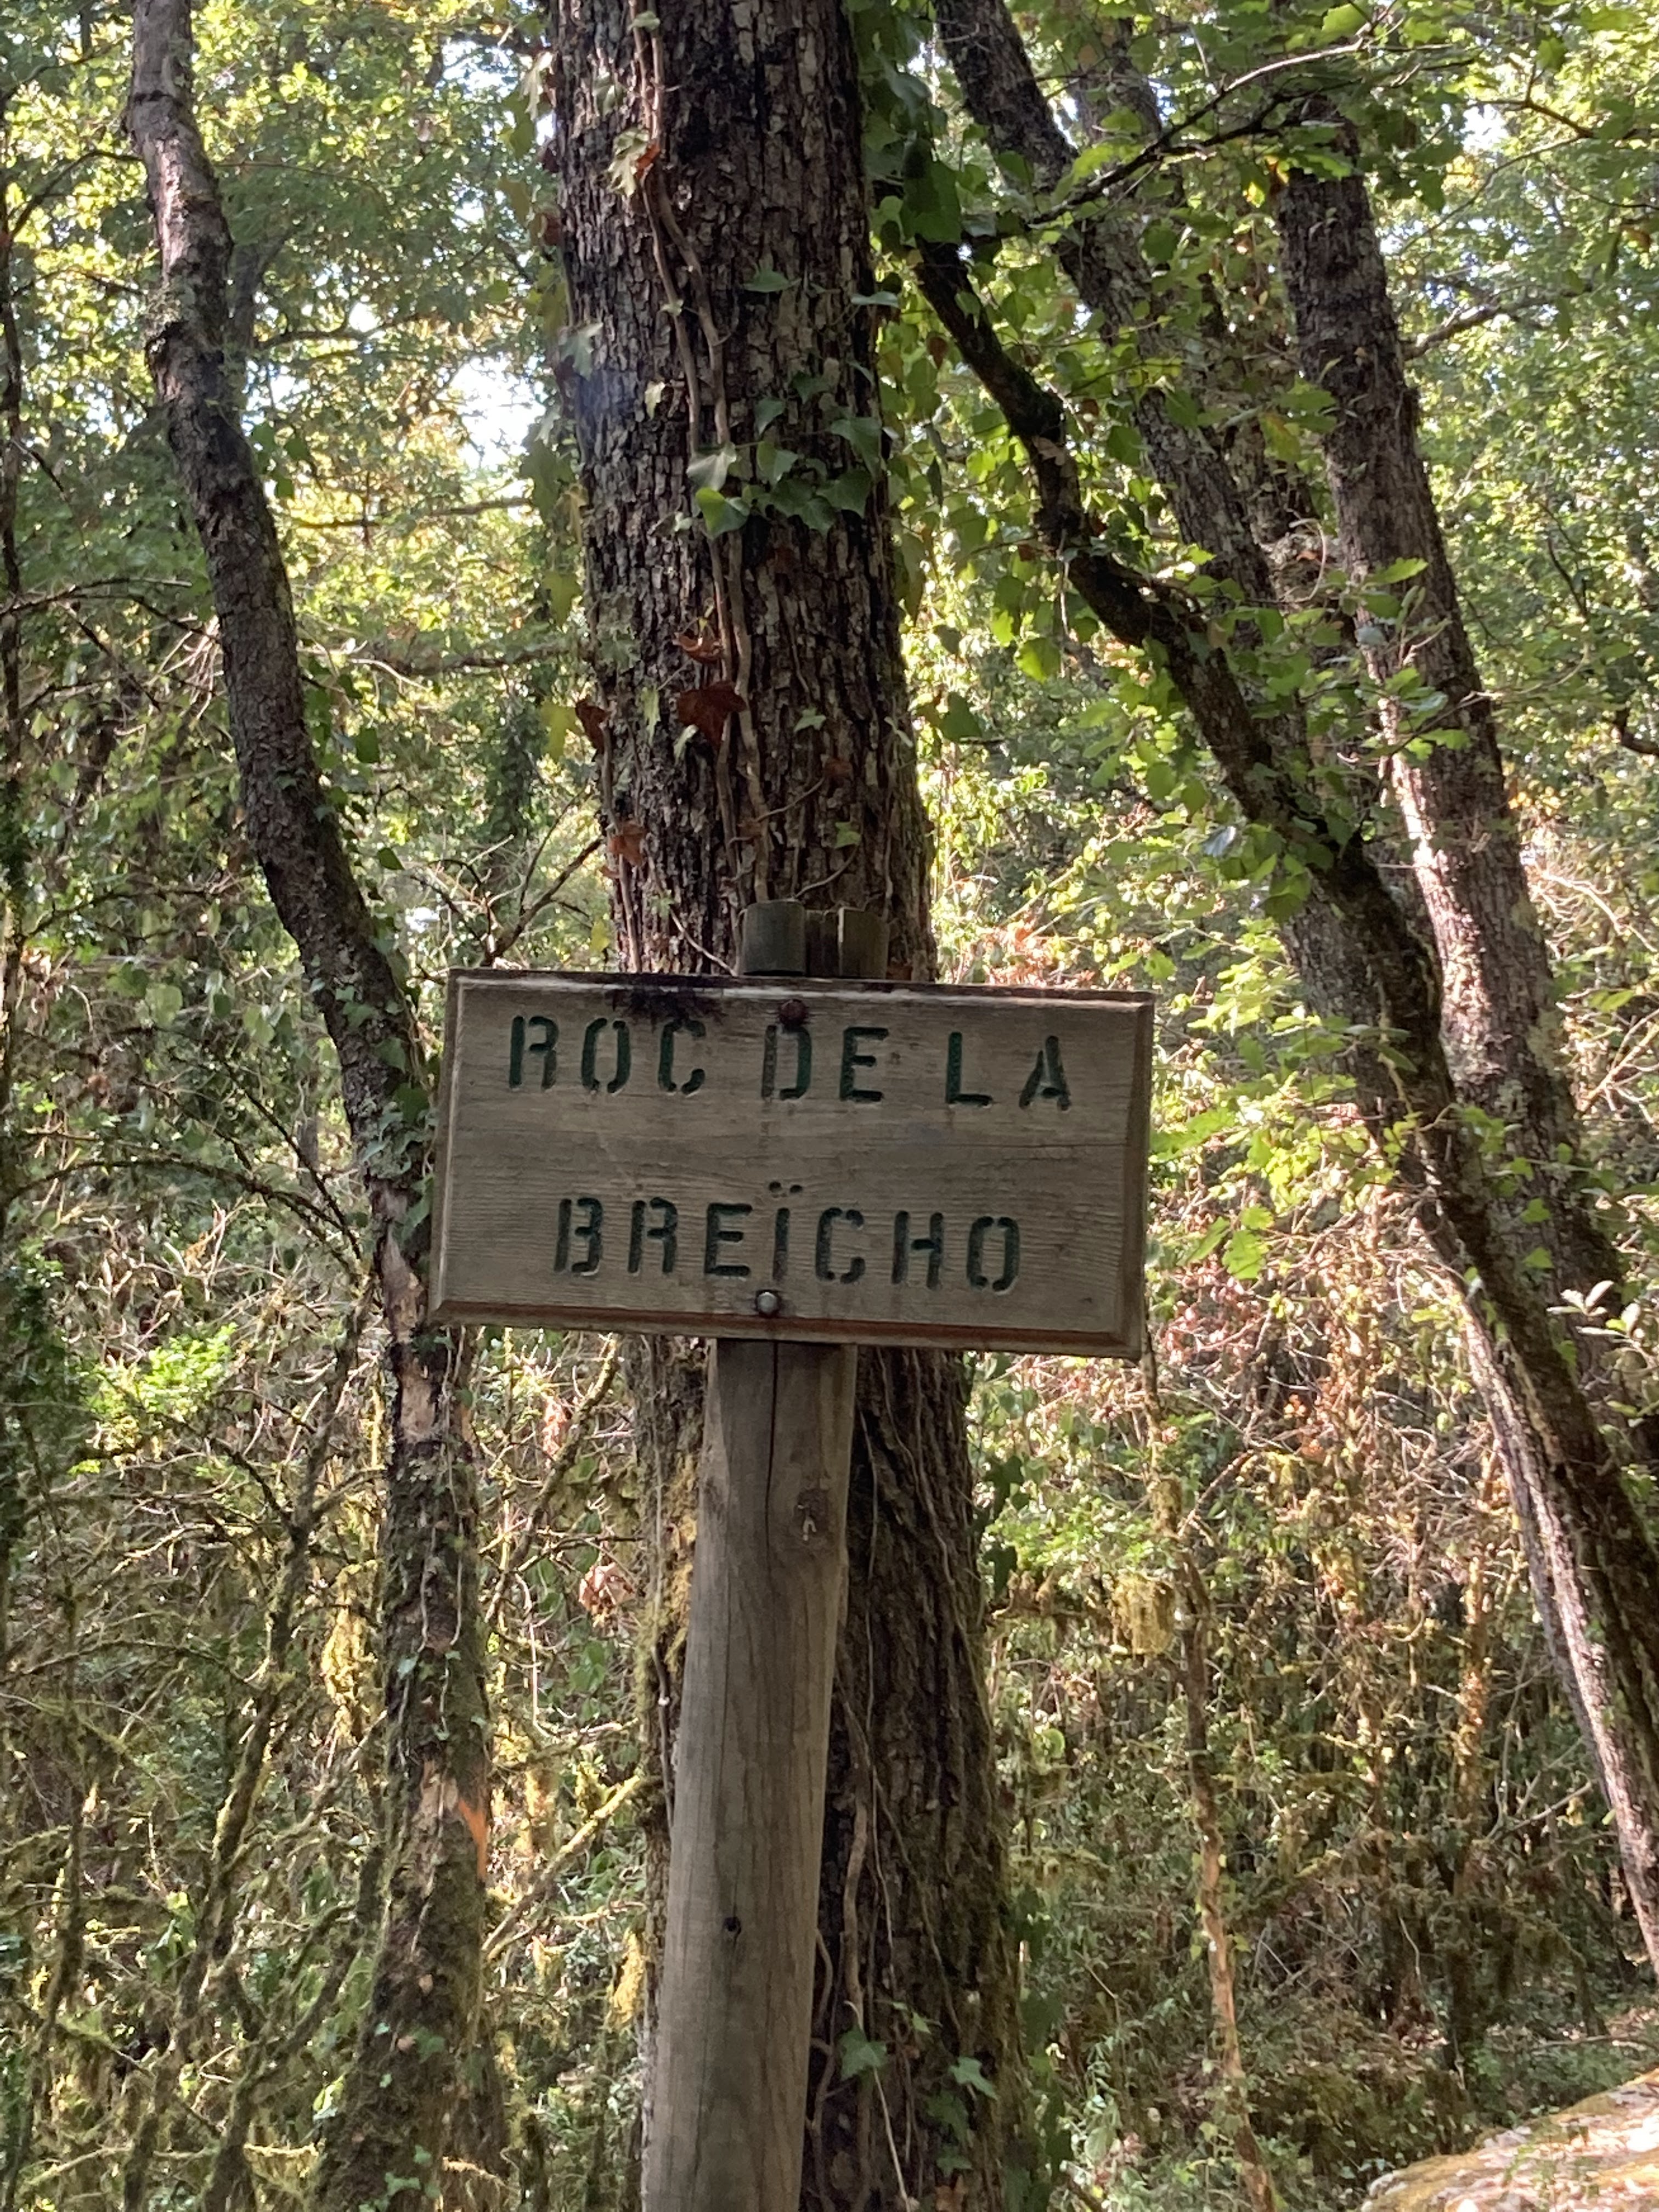 ROC DE LA
BREÏCHO